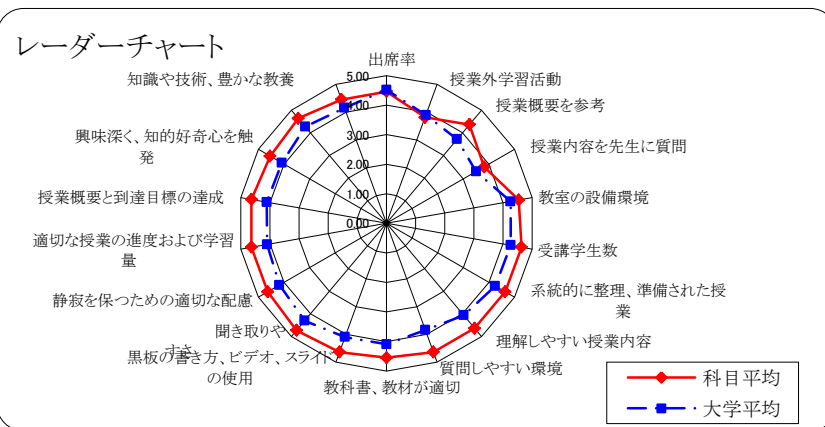 レーダーチャート
出席率
授業外学習活動
授業概要を参考
授業内容を先生に質問
教室の設備環境
受講学生数
系統的に整理、準備された授
業
理解しやすい授業内容
質問しやすい環境
教科書、教材が適切
黒板の書き方、ビデオ、スライド
の使用
聞き取りや
すさ
静寂を保つための適切な配慮
適切な授業の進度および学習
量
授業概要と到達目標の達成
興味深く、知的好奇心を触
発
知識や技術、豊かな教養
5.00
4.00
3.00
2.00
1.00
0.00
科目平均
大学平均